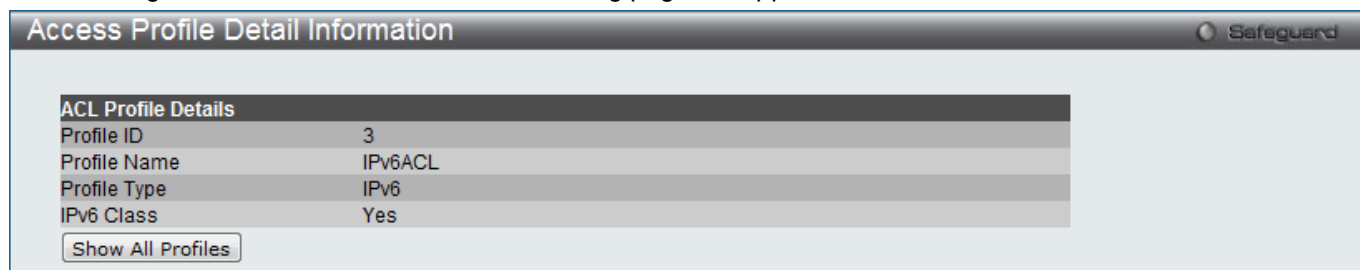 Access Profile Detail Information
Safeguard
ACL Profile Details
Profile ID 3
Profile Name IPv6ACL
Profile Type IPv6
IPv6 Class Yes
Show All Profiles